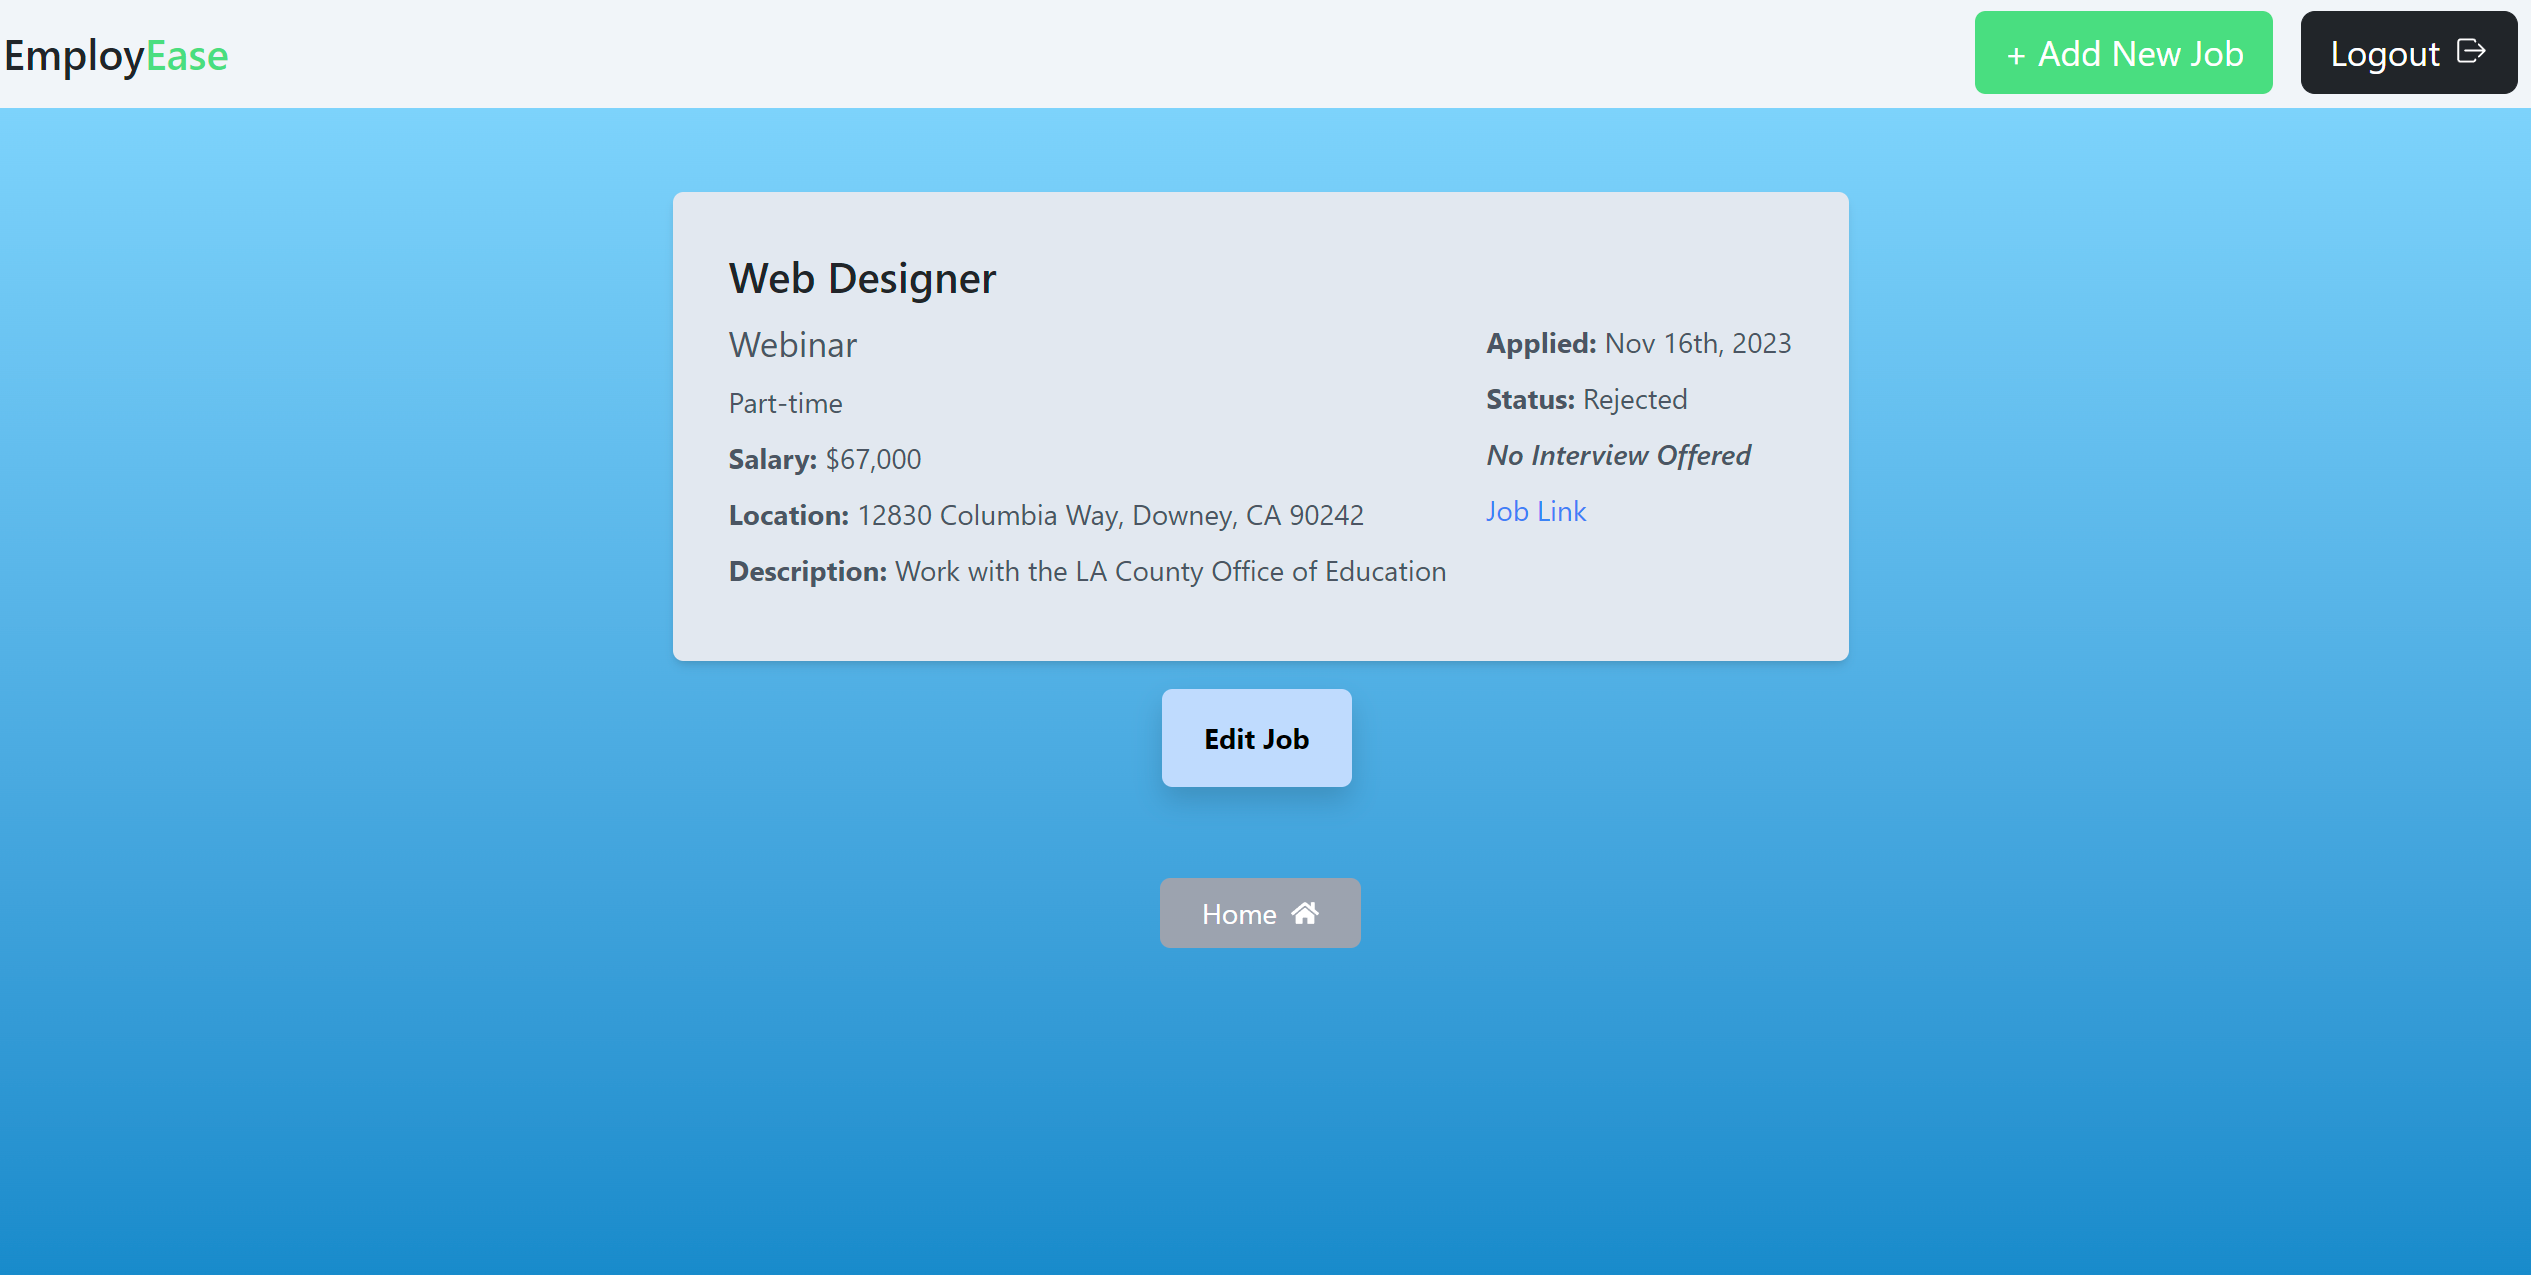 EmployEase
+ Add New Job
Logout
Web Designer
Webinar
Part-time
Salary: $67,000
Location: 12830 Columbia Way, Downey, CA 90242
Description: Work with the LA County Office of Education
Applied: Nov 16th, 2023
Status: Rejected
No Interview Offered
Job Link
Edit Job
Home